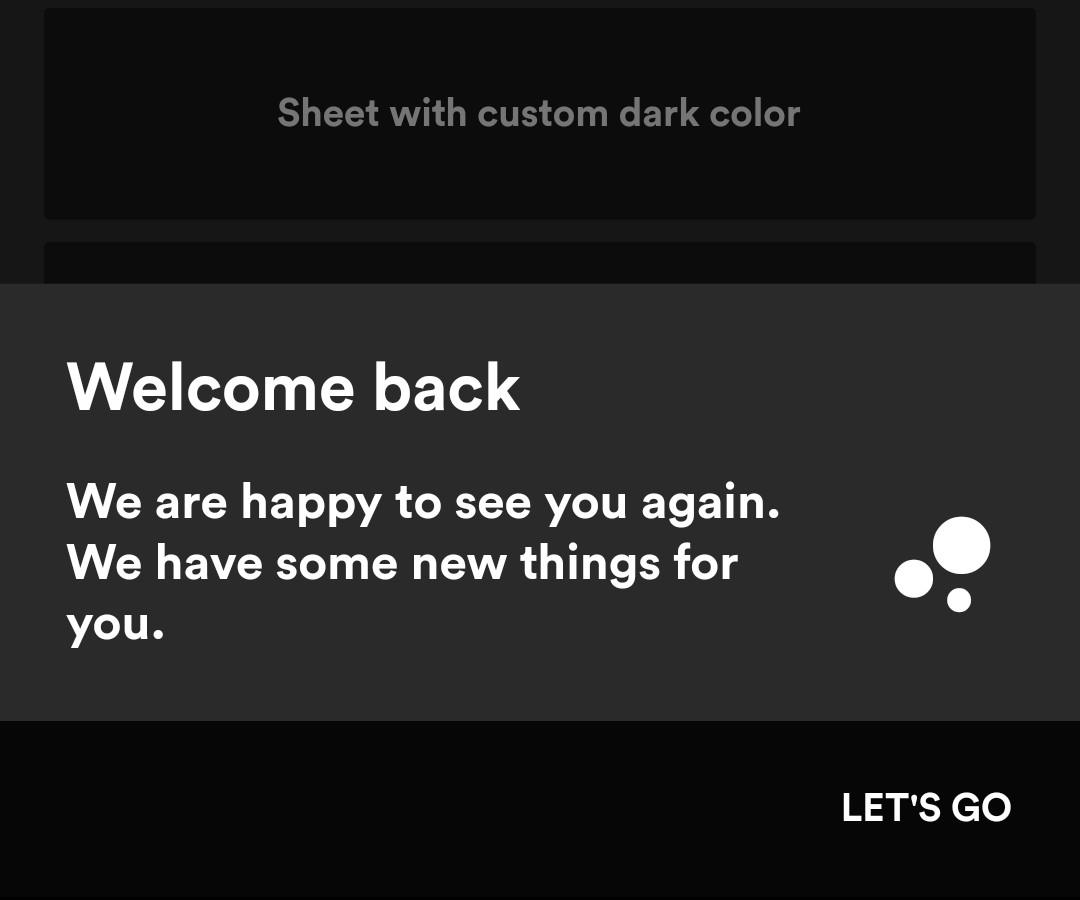 Sheet with custom dark color
Welcome back
We are happy to see you again.
We have some new things for
you.
LET'S GO